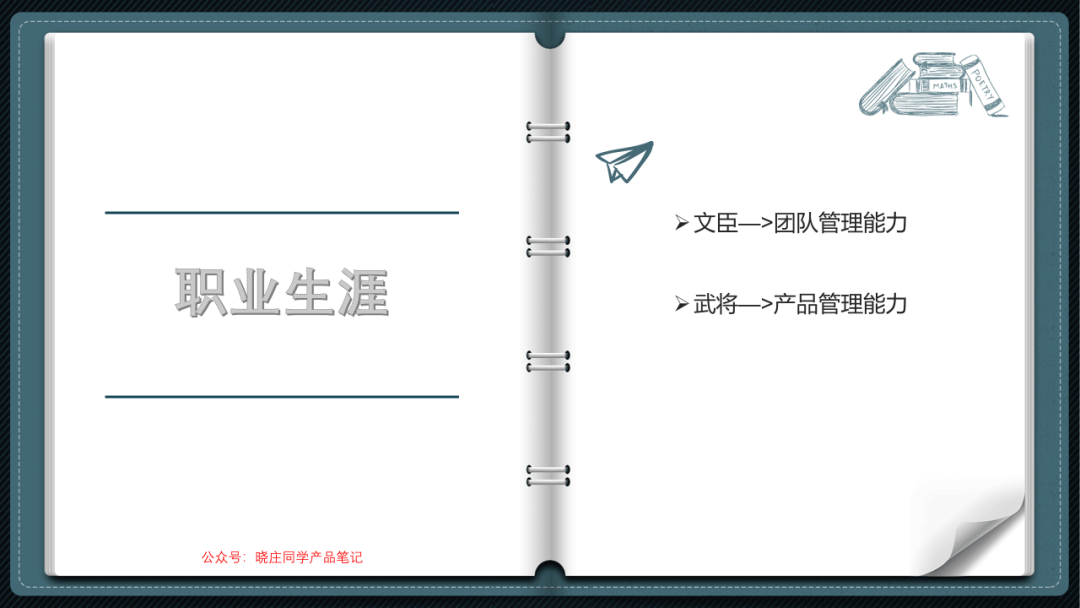 职业生涯
公众号：晓庄同学产品笔记
MATHS
POETRY
➢文臣—>团队管理能力
➢武将—>产品管理能力